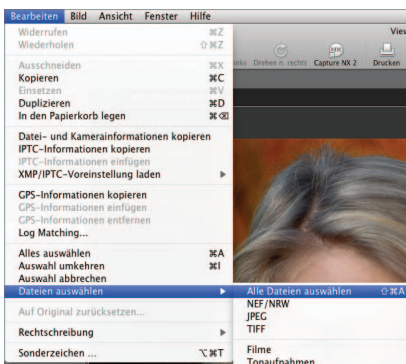 Bearbeiten Bild Ansicht Fenster Hilfe
Widerrufen ⌘Z
Wiederholen ⇧⌘Z
Ausschneiden ⌘X
Kopieren ⌘C
Einsetzen ⌘V
Duplizieren ⌘D
In den Papierkorb legen ⌘⌫
Datei- und Kamerainformationen kopieren
IPTC-Informationen kopieren
IPTC-Informationen einfügen
XMP/IPTC-Voreinstellung laden
GPS-Informationen kopieren
GPS-Informationen einfügen
GPS-Informationen entfernen
Log Matching...
Alles auswählen ⌘A
Auswahl umkehren ⌘I
Auswahl abbrechen
Dateien auswählen
Auf Original zurücksetzen...
Rechtschreibung
Sonderzeichen ... ⌥⌘T
View
links Drehen n. rechts Capture NX 2 Drucken
Alle Dateien auswählen ⇧⌘A
NEF/NRW
JPEG
TIFF
Filme
Tonaufnahmen